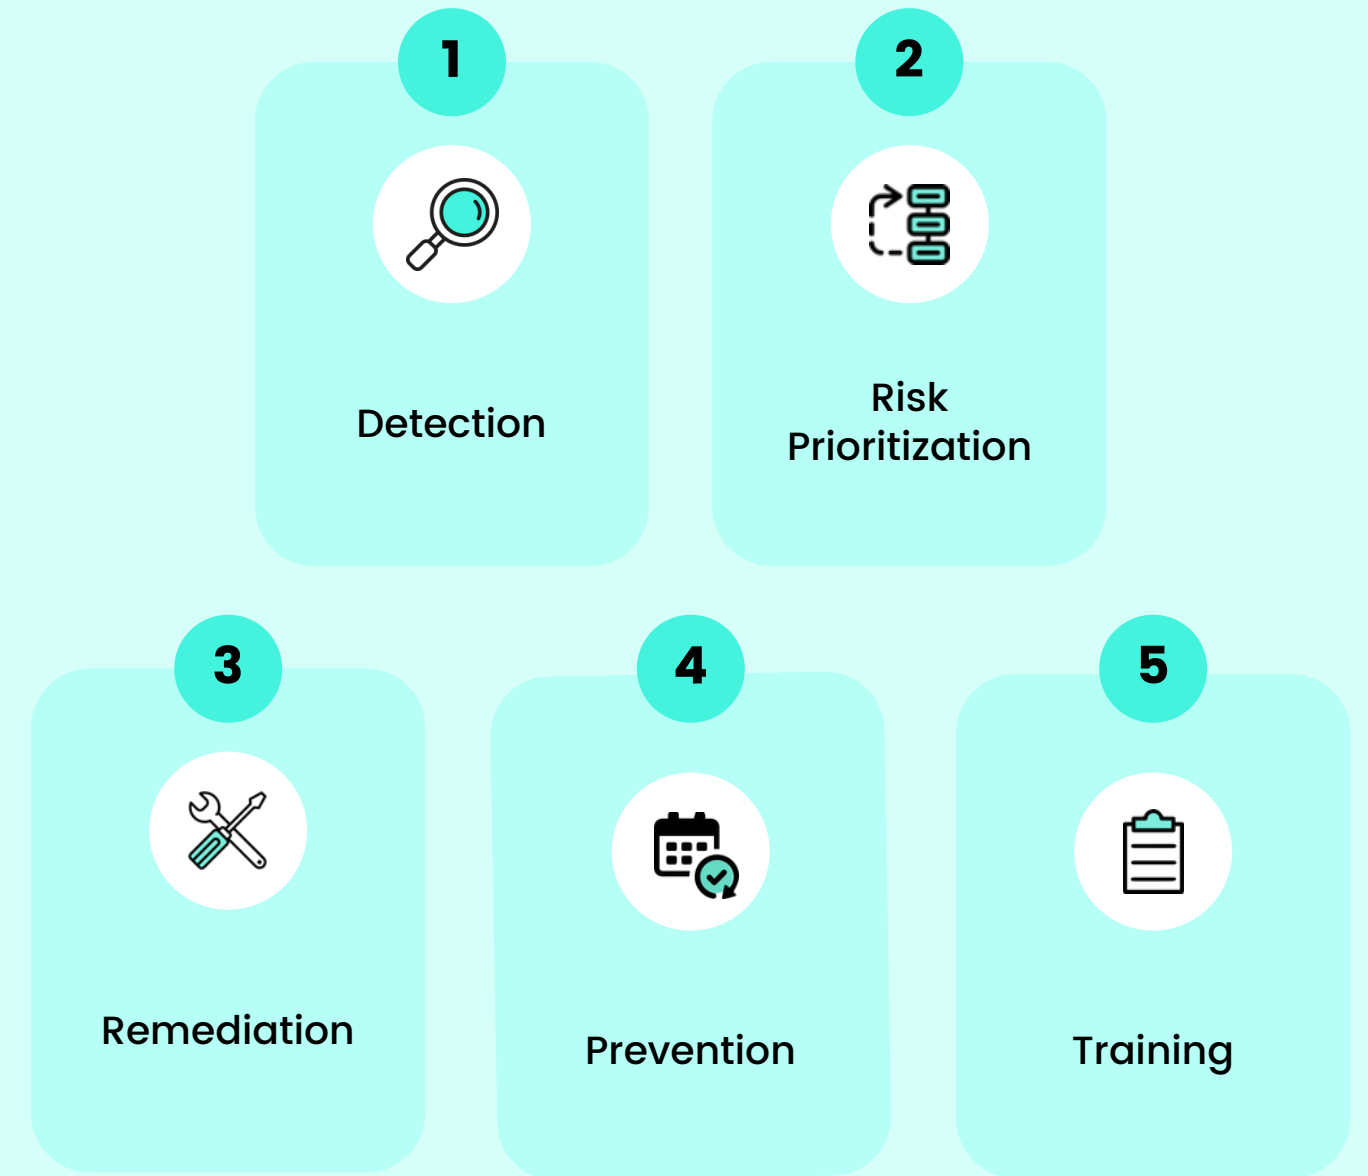 1
Detection
2
Risk
Prioritization
3
Remediation
4
Prevention
5
Training